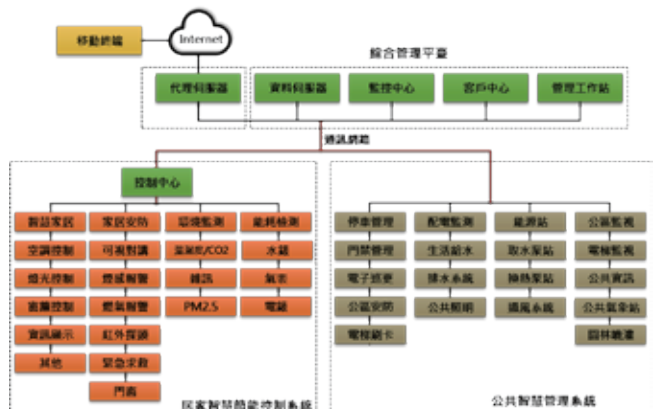 移動終端
Internet
綜合管理平臺
代理伺服器
資料伺服器
監控中心
客戶中心
管理工作站
通訊網路
控制中心
智慧家居
空調控制
燈光控制
窗簾控制
資訊顯示
其他
家居安防
可視對講
煙感報警
燃氣報警
紅外探頭
緊急求救
門磁
環境監測
溫濕度/CO2
PM2.5
能耗檢測
水錶
氣表
電錶
居家智慧節能控制系統
停車管理
門禁管理
電子巡更
公區安防
電梯刷卡
配電監測
生活給水
排水系統
公共照明
能源站
取水泵站
換熱泵站
公區監視
電梯監視
公共資訊
公共氣象站
園林噴灌
公共智慧管理系統